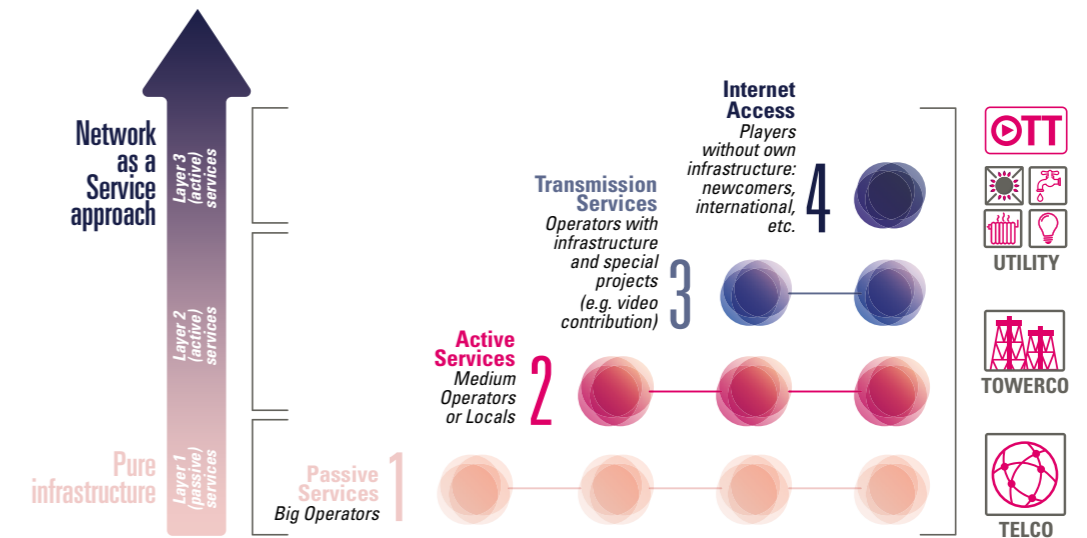 Network
as a
Service
approach
Pure
infrastructure
Layer 3
(active)
services
Layer 2
(active)
services
Layer 1
(passive)
services
Internet
Access
Players
without own
infrastructure:
newcomers,
international,
etc.
4
Transmission
Services
Operators with
infrastructure
and special
projects
(e.g. video
contribution)
3
Active
Services
Medium
Operators
or Locals
2
Passive
Services
Big Operators
1
OTT
UTILITY
TOWERCO
TELCO